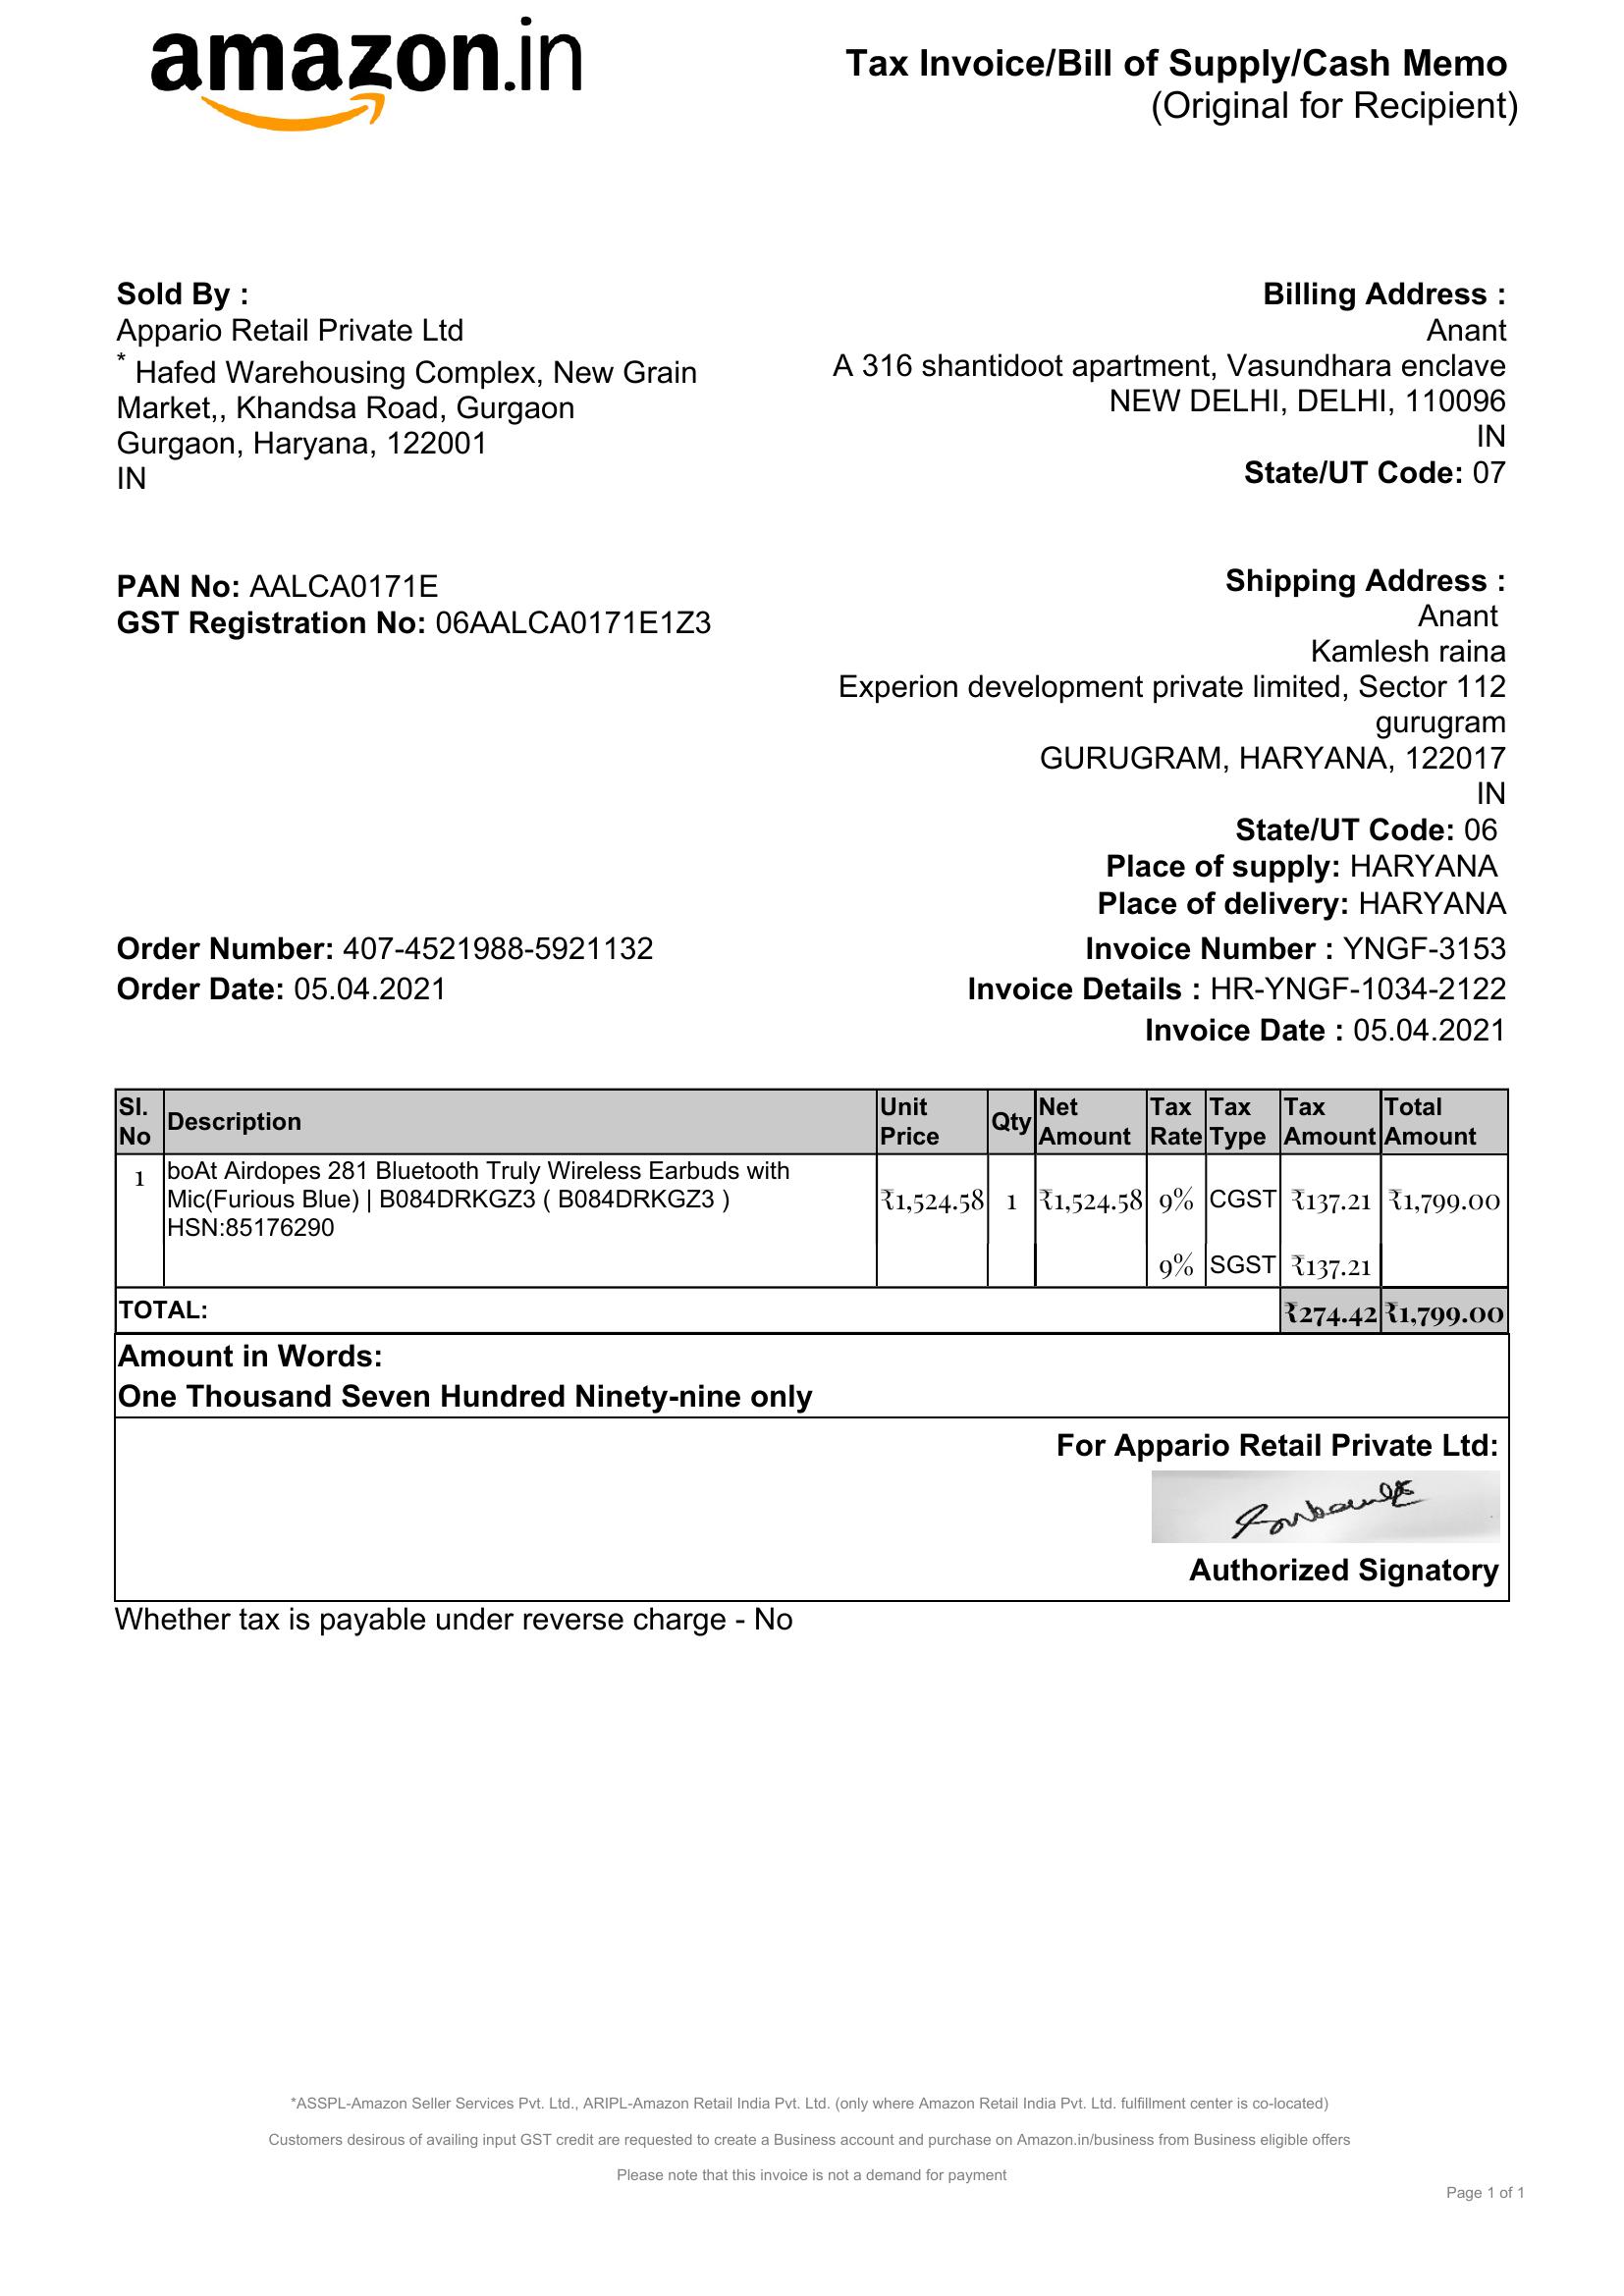 amazon.in
Tax Invoice/Bill of Supply/Cash Memo
(Original for Recipient)
Sold By :
Appario Retail Private Ltd
* Hafed Warehousing Complex, New Grain
Market,, Khandsa Road, Gurgaon
Gurgaon, Haryana, 122001
IN
Billing Address :
Anant
A 316 shantidoot apartment, Vasundhara enclave
NEW DELHI, DELHI, 110096
IN
State/UT Code: 07
PAN No: AALCA0171E
GST Registration No: 06AALCA0171E1Z3
Shipping Address :
Anant
Kamlesh raina
Experion development private limited, Sector 112
gurugram
GURUGRAM, HARYANA, 122017
IN
State/UT Code: 06
Place of supply: HARYANA
Place of delivery: HARYANA
Order Number: 407-4521988-5921132
Order Date: 05.04.2021
Invoice Number : YNGF-3153
Invoice Details : HR-YNGF-1034-2122
Invoice Date : 05.04.2021
Sl. No Description Unit Price Qty Net Amount Tax Rate Tax Type Tax Amount Total Amount
1 boAt Airdopes 281 Bluetooth Truly Wireless Earbuds with
Mic(Furious Blue) | B084DRKGZ3 ( B084DRKGZ3 ) ₹1,524.58 1 ₹1,524.58 9% CGST ₹137.21 ₹1,799.00
HSN:85176290
9% SGST ₹137.21
TOTAL: ₹274.42 ₹1,799.00
Amount in Words:
One Thousand Seven Hundred Ninety-nine only
For Appario Retail Private Ltd:
Authorized Signatory
Whether tax is payable under reverse charge - No
*ASSPL-Amazon Seller Services Pvt. Ltd., ARIPL-Amazon Retail India Pvt. Ltd. (only where Amazon Retail India Pvt. Ltd. fulfillment center is co-located)
Customers desirous of availing input GST credit are requested to create a Business account and purchase on Amazon.in/business from Business eligible offers
Please note that this invoice is not a demand for payment
Page 1 of 1